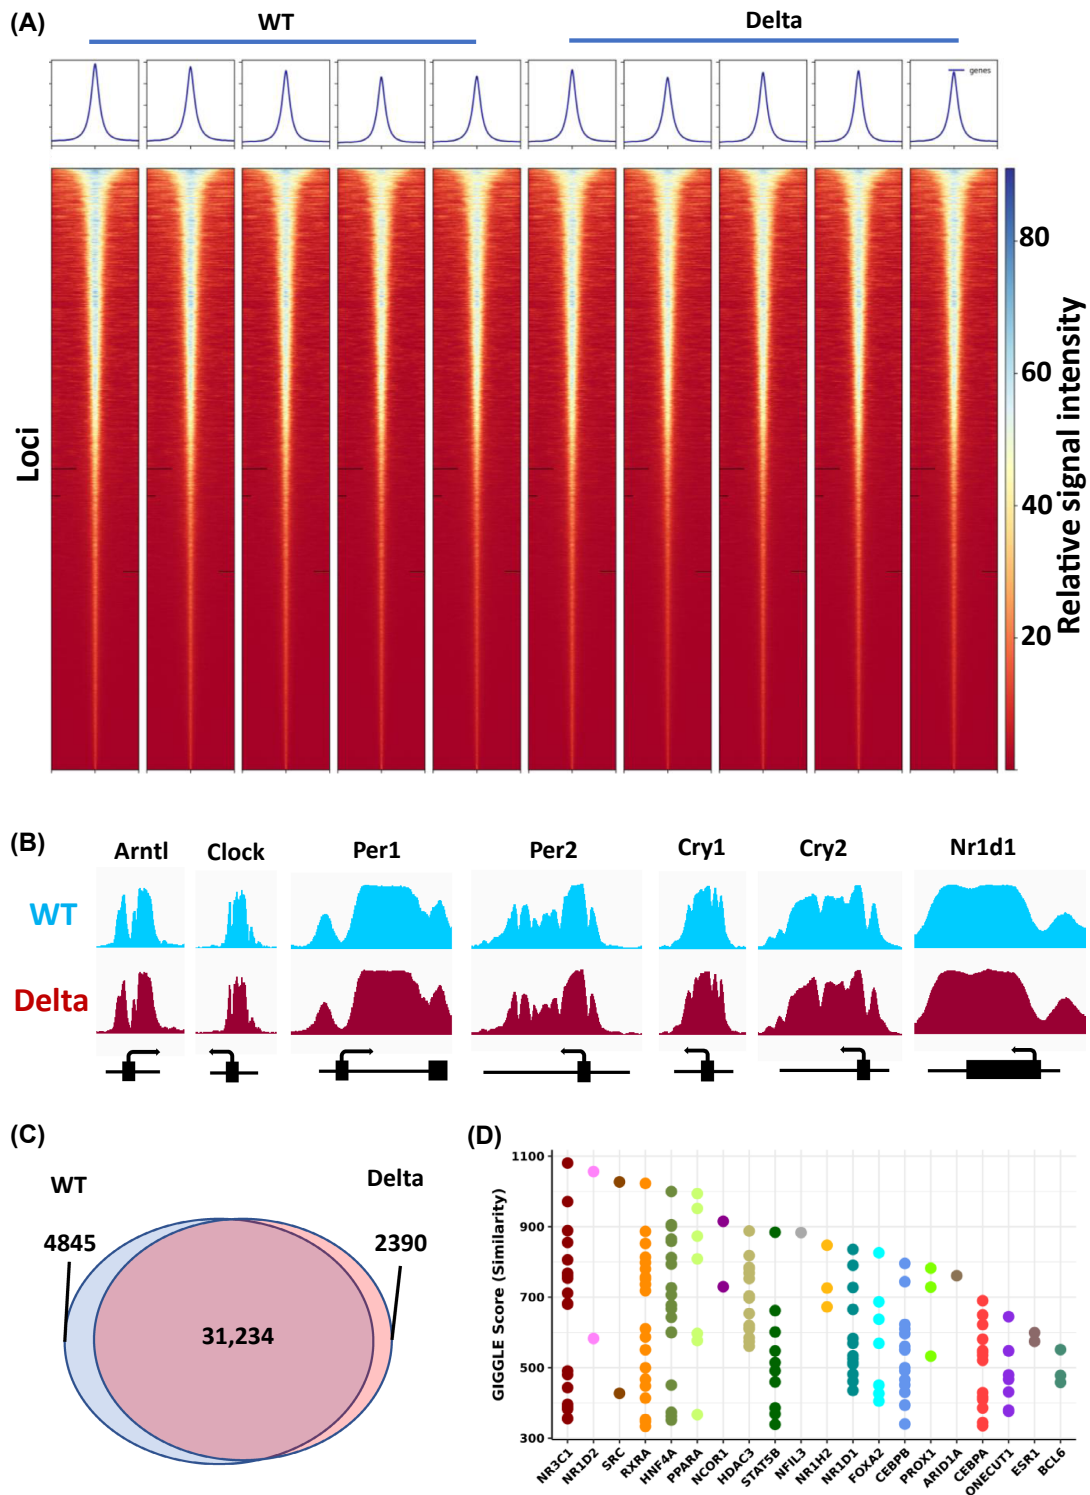 (A)
WT
Delta
genes
Loci
80
60
40
20
Relative signal intensity
(B)
Arntl
Clock
Per1
Per2
Cry1
Cry2
Nr1d1
WT
Delta
(C)
WT
Delta
4845
2390
31,234
(D)
GIGGLE Score (Similarity)
1100
900
700
500
300
NR3C1
NR1D2
SRC
RXRA
HNF4A
PPARA
NCOR1
HDAC3
STAT5B
NFIL3
NR1H2
NR1D1
FOXA2
CEBPB
PROX1
ARID1A
CEBPA
ONECUT1
ESR1
BCL6